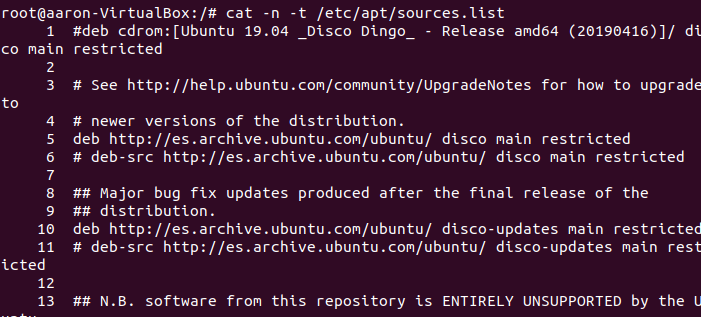 root@aaron-VirtualBox:/# cat -n -t /etc/apt/sources.list
1 #deb cdrom:[Ubuntu 19.04 _Disco Dingo_ - Release amd64 (20190416)]/ di
co main restricted
2
3 # See http://help.ubuntu.com/community/UpgradeNotes for how to upgrade
to
4 # newer versions of the distribution.
5 deb http://es.archive.ubuntu.com/ubuntu/ disco main restricted
6 # deb-src http://es.archive.ubuntu.com/ubuntu/ disco main restricted
7
8 ## Major bug fix updates produced after the final release of the
9 ## distribution.
10 deb http://es.archive.ubuntu.com/ubuntu/ disco-updates main restricted
11 # deb-src http://es.archive.ubuntu.com/ubuntu/ disco-updates main rest
icted
12
13 ## N.B. software from this repository is ENTIRELY UNSUPPORTED by the U